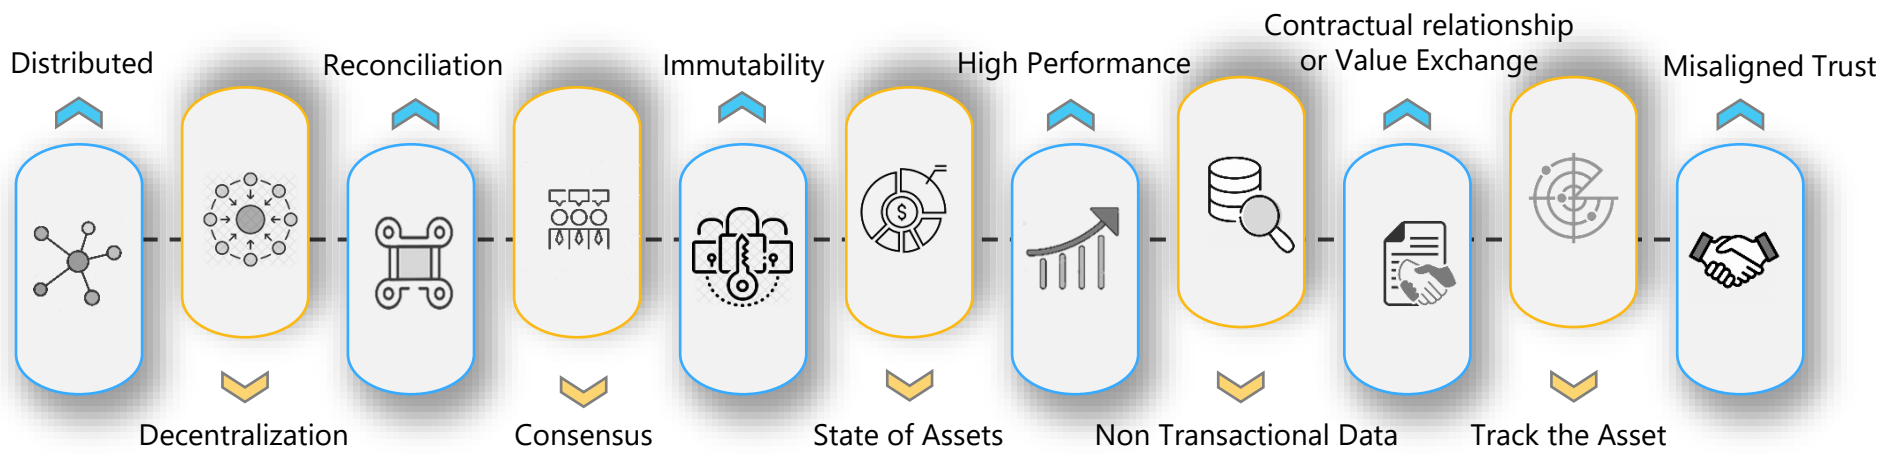 Distributed
Decentralization
Reconciliation
Consensus
Immutability
State of Assets
High Performance
Non Transactional Data
Contractual relationship
or Value Exchange
Track the Asset
Misaligned Trust
$